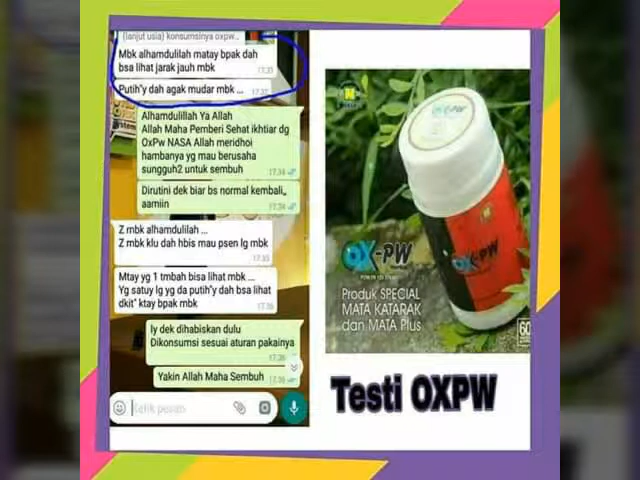 (lanjut usia) konsumsinya oxpw..
Mbk alhamdulilah matay bpak dah
bsa lihat jarak jauh mbk
17.31
Putih"y dah agak mudar mbk ...
17.32
Alhamdulillah Ya Allah
Allah Maha Pemberi Sehat ikhtiar dg
OxPw NASA Allah meridhoi
hambanya yg mau berusaha
sungguh2 untuk sembuh
17.34
Dirutini dek biar bs normal kembali,,
aamiin
17.34
Z mbk alhamdulilah ...
Z mbk klu dah hbis mau psen lg mbk
17.35
Mtay yg 1 tmbah bisa lihat mbk ...
Yg satuy lg yg da putih"y dah bsa lihat
dkit" ktay bpak mbk
17.36
Iy dek dihabiskan dulu
Dikonsumsi sesuai aturan pakainya
17.36
Yakin Allah Maha Sembuh
17.36
Ketik pesan
OX-PW
OX-PW
Produk SPECIAL
MATA KATARAK
dan MATA Plus
60
Testi OXPW